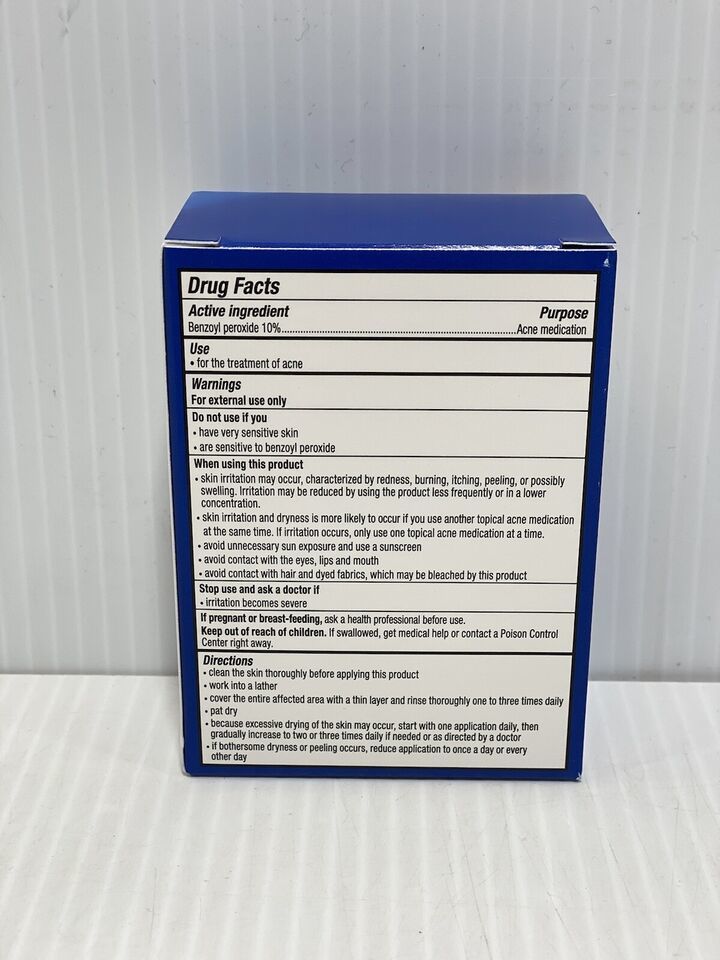 Drug Facts
Active ingredient Purpose
Benzoyl peroxide 10%..........................................................................Acne medication
Use
• for the treatment of acne
Warnings
For external use only
Do not use if you
• have very sensitive skin
• are sensitive to benzoyl peroxide
When using this product
• skin irritation may occur, characterized by redness, burning, itching, peeling, or possibly
swelling. Irritation may be reduced by using the product less frequently or in a lower
concentration.
• skin irritation and dryness is more likely to occur if you use another topical acne medication
at the same time. If irritation occurs, only use one topical acne medication at a time.
• avoid unnecessary sun exposure and use a sunscreen
• avoid contact with the eyes, lips and mouth
• avoid contact with hair and dyed fabrics, which may be bleached by this product
Stop use and ask a doctor if
• irritation becomes severe
If pregnant or breast-feeding, ask a health professional before use.
Keep out of reach of children. If swallowed, get medical help or contact a Poison Control
Center right away.
Directions
• clean the skin thoroughly before applying this product
• work into a lather
• cover the entire affected area with a thin layer and rinse thoroughly one to three times daily
• pat dry
• because excessive drying of the skin may occur, start with one application daily, then
gradually increase to two or three times daily if needed or as directed by a doctor
• if bothersome dryness or peeling occurs, reduce application to once a day or every
other day